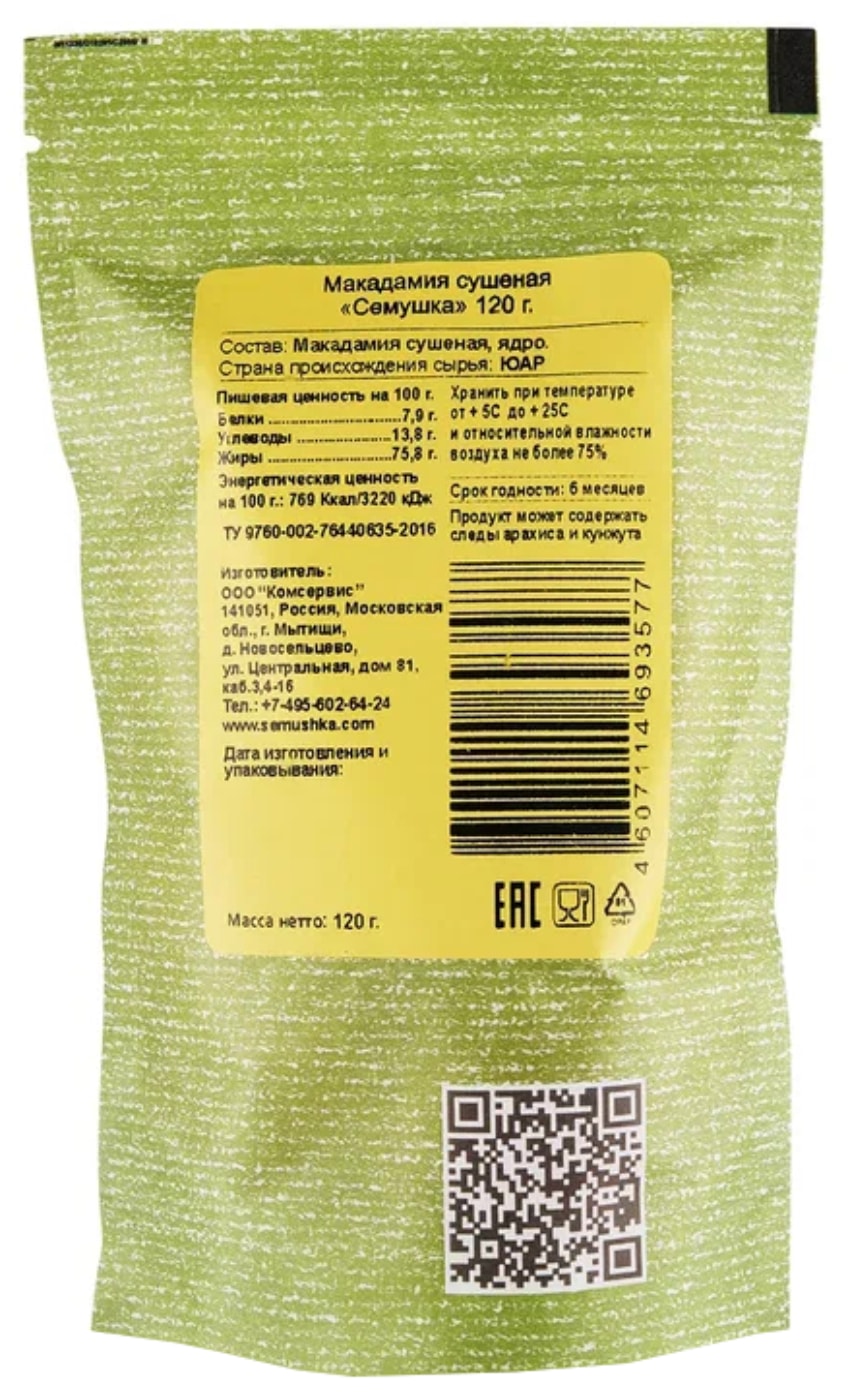 Макадамия сушеная
«Семушка» 120 г.
Состав: Макадамия сушеная, ядро.
Страна происхождения сырья: ЮАР
Пищевая ценность на 100 г.
Белки ........................7,9 г.
Углеводы .................13,8 г.
Жиры .......................75,8 г.
Энергетическая ценность
на 100 г.: 769 Ккал/3220 кДж
ТУ 9760-002-76440635-2016
Изготовитель:
ООО "Комсервис"
141051, Россия, Московская
обл., г. Мытищи,
д. Новосельцево,
ул. Центральная, дом 81,
каб.3,4-16
Тел.: +7-495-602-64-24
www.semushka.com
Дата изготовления и
упаковывания:
Масса нетто: 120 г.
Хранить при температуре
от + 5С до + 25С
и относительной влажности
воздуха не более 75%
Срок годности: 6 месяцев
Продукт может содержать
следы арахиса и кунжута
4 607114 693577
EAC